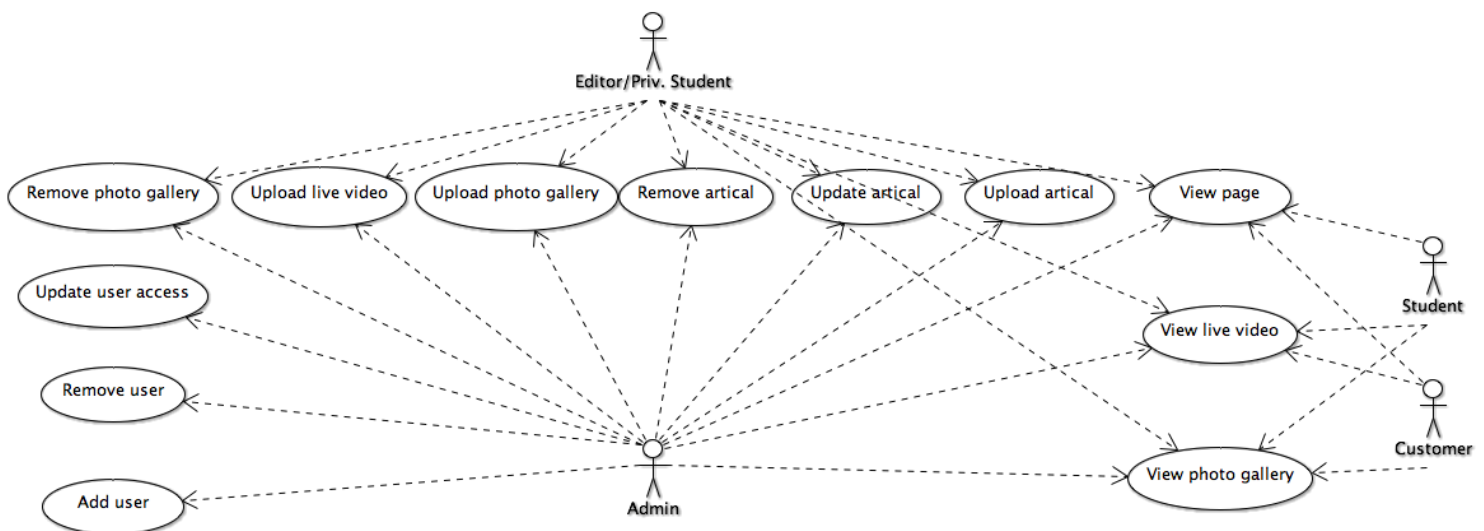 Editor/Priv. Student
Remove photo gallery
Upload live video
Upload photo gallery
Remove artical
Update artical
Upload artical
View page
Update user access
Student
View live video
Remove user
Customer
View photo gallery
Add user
Admin